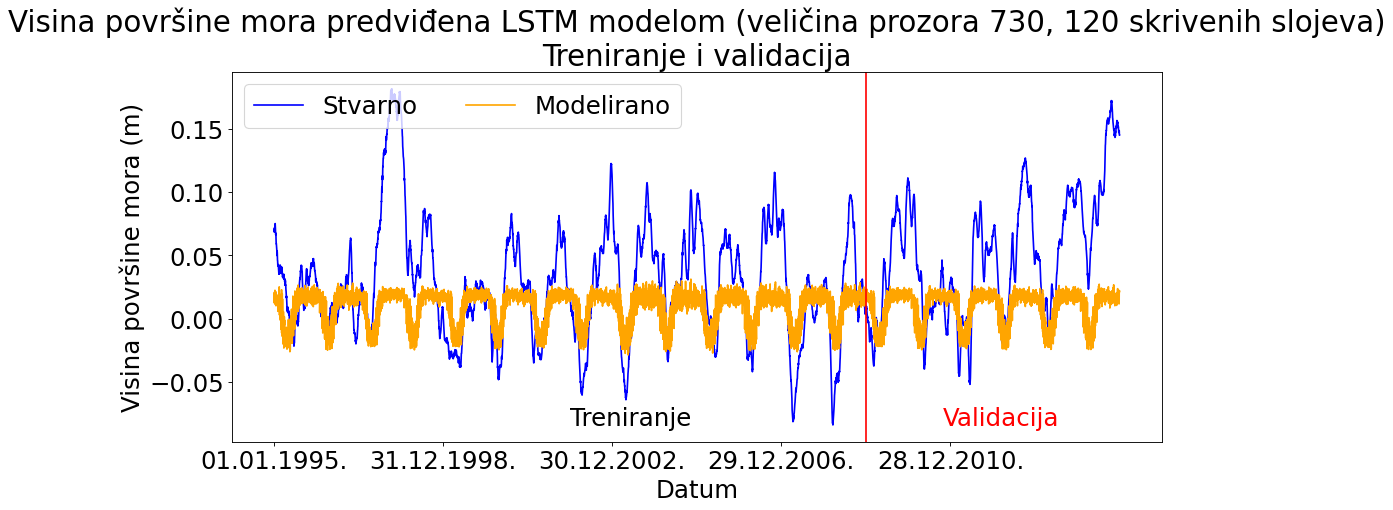 Visina površine mora predviđena LSTM modelom (veličina prozora 730, 120 skrivenih slojeva)
Treniranje i validacija
Stvarno
Modelirano
Visina površine mora (m)
0.15
0.10
0.05
0.00
−0.05
Treniranje
Validacija
01.01.1995.
31.12.1998.
30.12.2002.
29.12.2006.
28.12.2010.
Datum